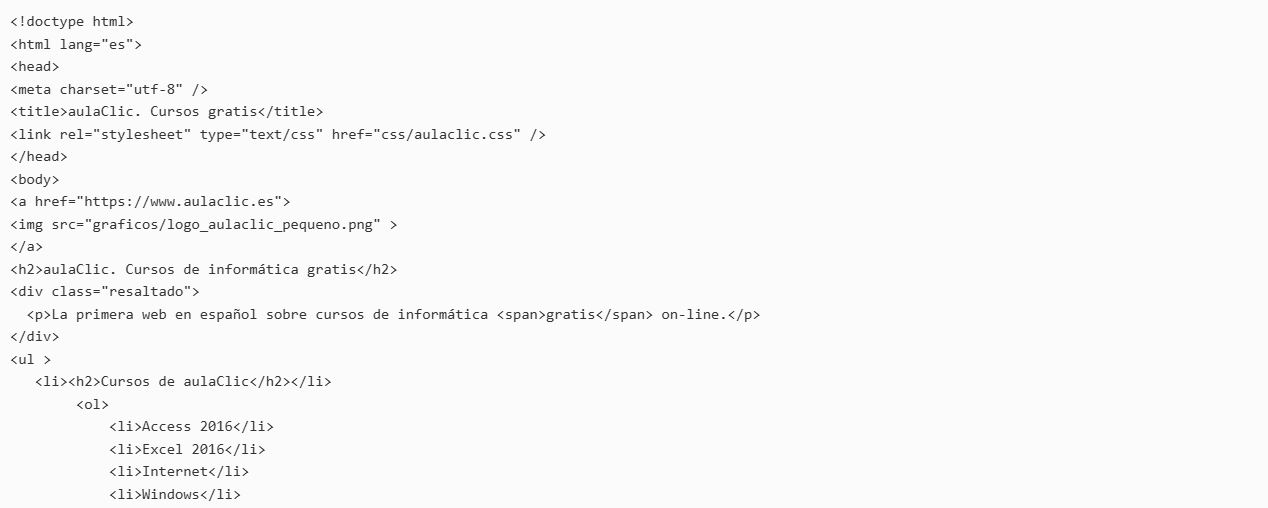 <!doctype html>
<html lang="es">
<head>
<meta charset="utf-8" />
<title>aulaClic. Cursos gratis</title>
<link rel="stylesheet" type="text/css" href="css/aulaclic.css" />
</head>
<body>
<a href="https://www.aulaclic.es">
<img src="graficos/logo_aulaclic_pequeno.png" >
</a>
<h2>aulaClic. Cursos de informática gratis</h2>
<div class="resaltado">
  <p>La primera web en español sobre cursos de informática <span>gratis</span> on-line.</p>
</div>
<ul >
   <li><h2>Cursos de aulaClic</h2></li>
        <ol>
            <li>Access 2016</li>
            <li>Excel 2016</li>
            <li>Internet</li>
            <li>Windows</li>